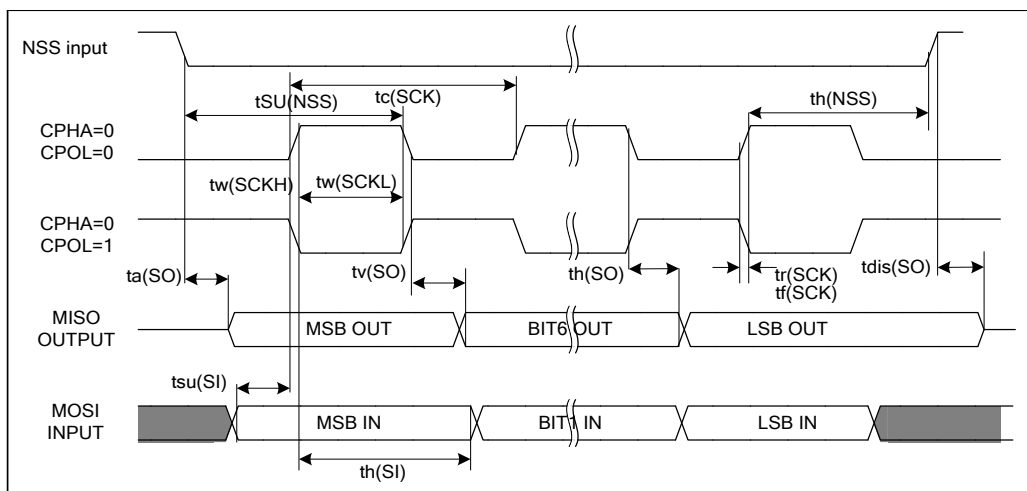 NSS input
tc(SCK)
tSU(NSS)
th(NSS)
CPHA=0
CPOL=0
tw(SCKH)
tw(SCKL)
CPHA=0
CPOL=1
ta(SO)
tv(SO)
th(SO)
tr(SCK)
tf(SCK)
tdis(SO)
MISO
OUTPUT
MSB OUT
BIT6 OUT
LSB OUT
tsu(SI)
MOSI
INPUT
MSB IN
BIT1 IN
LSB IN
th(SI)